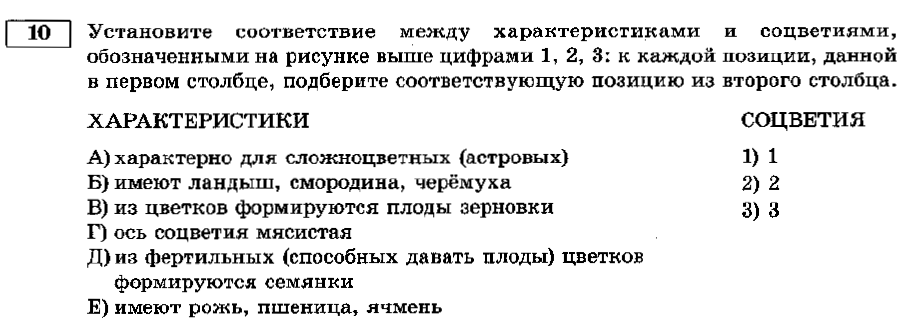 10 Установите соответствие между характеристиками и соцветиями,
обозначенными на рисунке выше цифрами 1, 2, 3: к каждой позиции, данной
в первом столбце, подберите соответствующую позицию из второго столбца.
ХАРАКТЕРИСТИКИ СОЦВЕТИЯ
А) характерно для сложноцветных (астровых) 1) 1
Б) имеют ландыш, смородина, черёмуха 2) 2
В) из цветков формируются плоды зерновки 3) 3
Г) ось соцветия мясистая
Д) из фертильных (способных давать плоды) цветков
формируются семянки
Е) имеют рожь, пшеница, ячмень